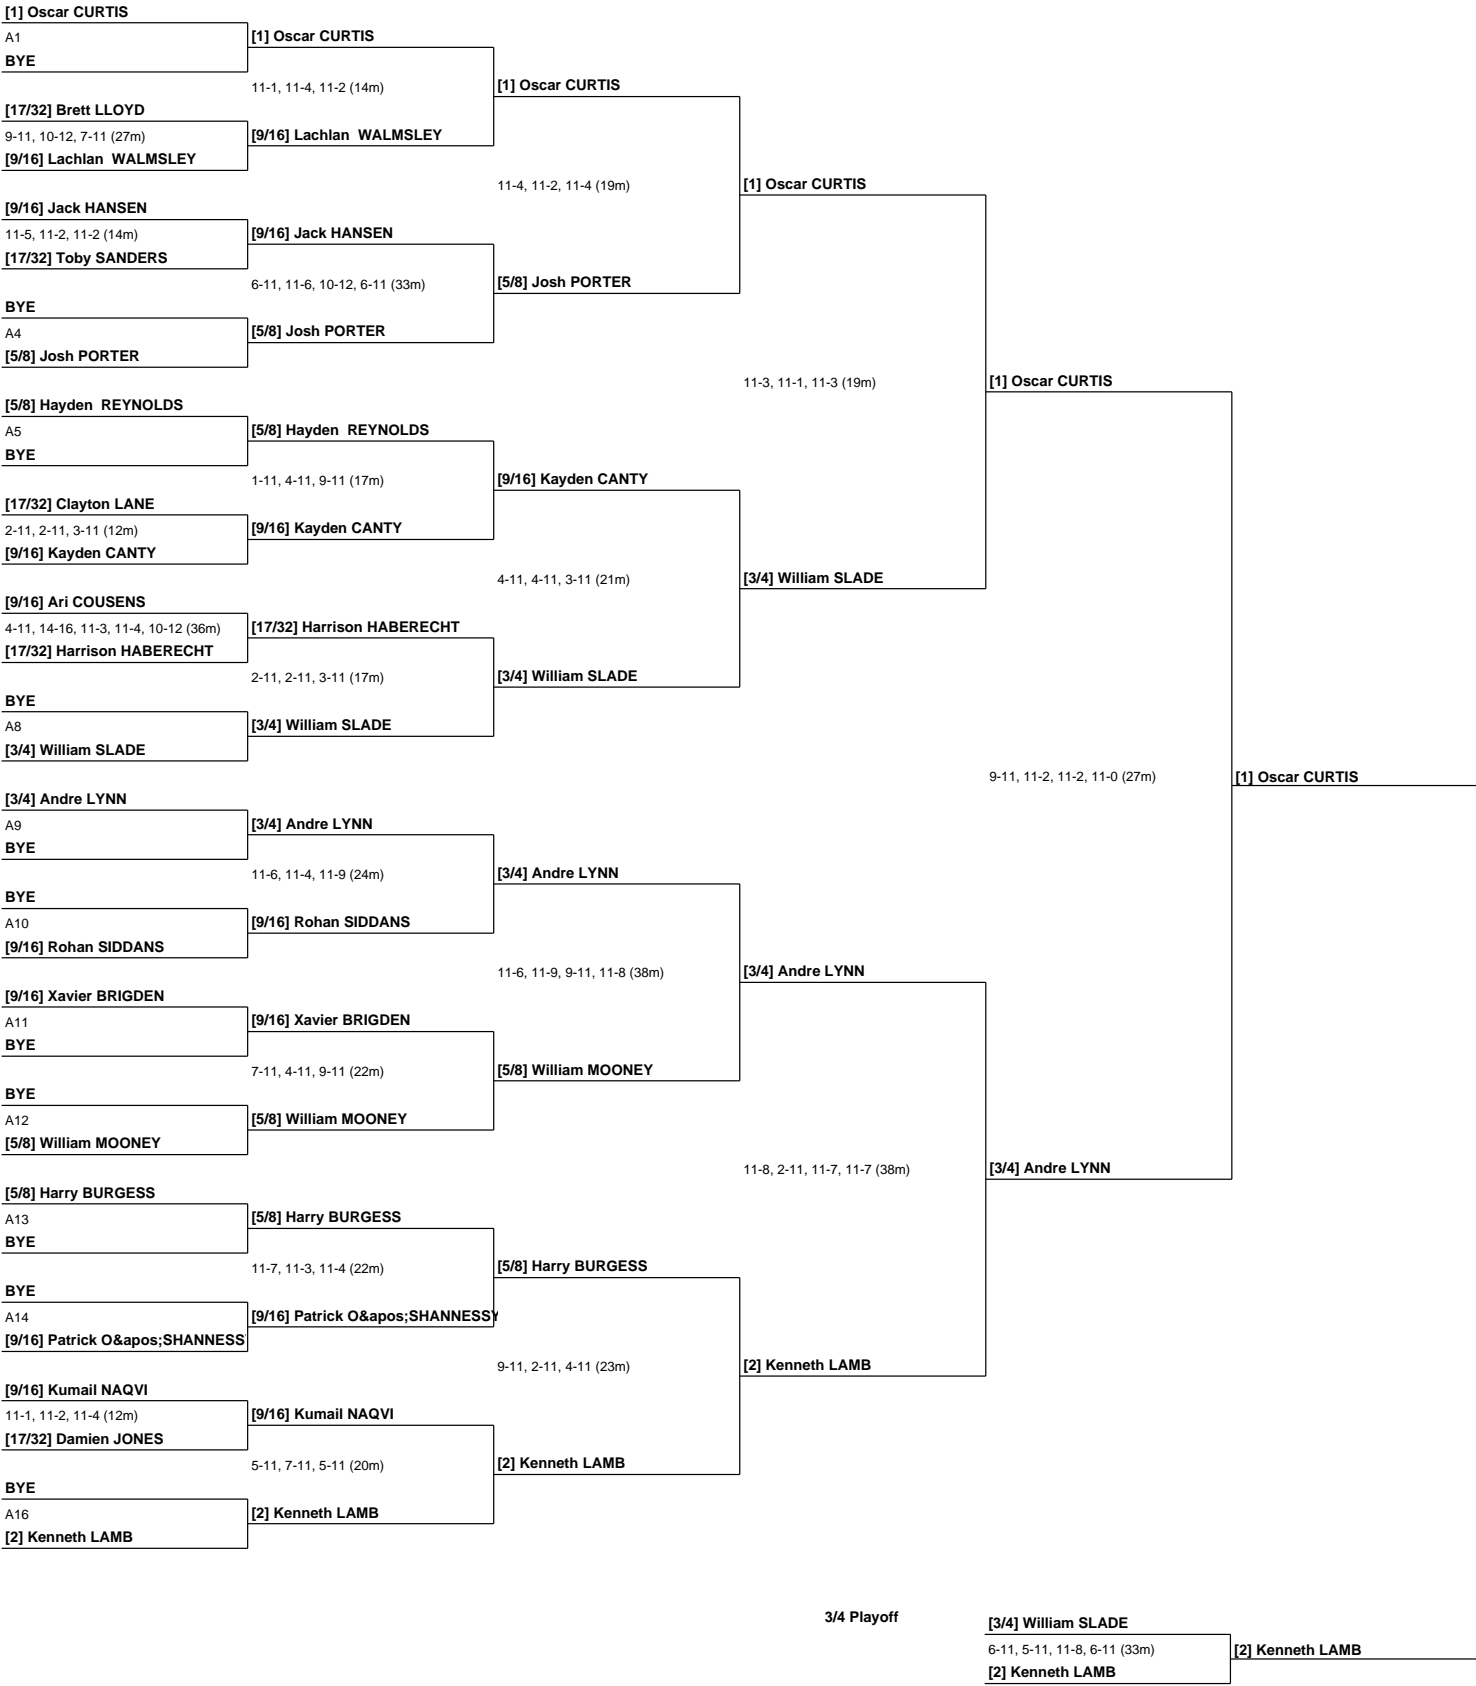 [1] Oscar CURTIS
A1
BYE
[17/32] Brett LLOYD
9-11, 10-12, 7-11 (27m)
[9/16] Lachlan  WALMSLEY
[9/16] Jack HANSEN
11-5, 11-2, 11-2 (14m)
[17/32] Toby SANDERS
BYE
A4
[5/8] Josh PORTER
[5/8] Hayden  REYNOLDS
A5
BYE
[17/32] Clayton LANE
2-11, 2-11, 3-11 (12m)
[9/16] Kayden CANTY
[9/16] Ari COUSENS
4-11, 14-16, 11-3, 11-4, 10-12 (36m)
[17/32] Harrison HABERECHT
BYE
A8
[3/4] William SLADE
[3/4] Andre LYNN
A9
BYE
BYE
A10
[9/16] Rohan SIDDANS
[9/16] Xavier BRIGDEN
A11
BYE
BYE
A12
[5/8] William MOONEY
[5/8] Harry BURGESS
A13
BYE
BYE
A14
[9/16] Patrick O&apos;SHANNESS
[9/16] Kumail NAQVI
11-1, 11-2, 11-4 (12m)
[17/32] Damien JONES
BYE
A16
[2] Kenneth LAMB
[1] Oscar CURTIS
11-1, 11-4, 11-2 (14m)
[9/16] Lachlan  WALMSLEY
[9/16] Jack HANSEN
6-11, 11-6, 10-12, 6-11 (33m)
[5/8] Josh PORTER
[5/8] Hayden  REYNOLDS
1-11, 4-11, 9-11 (17m)
[9/16] Kayden CANTY
[17/32] Harrison HABERECHT
2-11, 2-11, 3-11 (17m)
[3/4] William SLADE
[3/4] Andre LYNN
11-6, 11-4, 11-9 (24m)
[9/16] Rohan SIDDANS
[9/16] Xavier BRIGDEN
7-11, 4-11, 9-11 (22m)
[5/8] William MOONEY
[5/8] Harry BURGESS
11-7, 11-3, 11-4 (22m)
[9/16] Patrick O&apos;SHANNESSY
[9/16] Kumail NAQVI
5-11, 7-11, 5-11 (20m)
[2] Kenneth LAMB
[1] Oscar CURTIS
11-4, 11-2, 11-4 (19m)
[5/8] Josh PORTER
[9/16] Kayden CANTY
4-11, 4-11, 3-11 (21m)
[3/4] William SLADE
[3/4] Andre LYNN
11-6, 11-9, 9-11, 11-8 (38m)
[5/8] William MOONEY
[5/8] Harry BURGESS
9-11, 2-11, 4-11 (23m)
[2] Kenneth LAMB
[1] Oscar CURTIS
11-3, 11-1, 11-3 (19m)
[3/4] William SLADE
[3/4] Andre LYNN
11-8, 2-11, 11-7, 11-7 (38m)
[2] Kenneth LAMB
[1] Oscar CURTIS
9-11, 11-2, 11-2, 11-0 (27m)
[3/4] Andre LYNN
[1] Oscar CURTIS
3/4 Playoff
[3/4] William SLADE
6-11, 5-11, 11-8, 6-11 (33m)
[2] Kenneth LAMB
[2] Kenneth LAMB